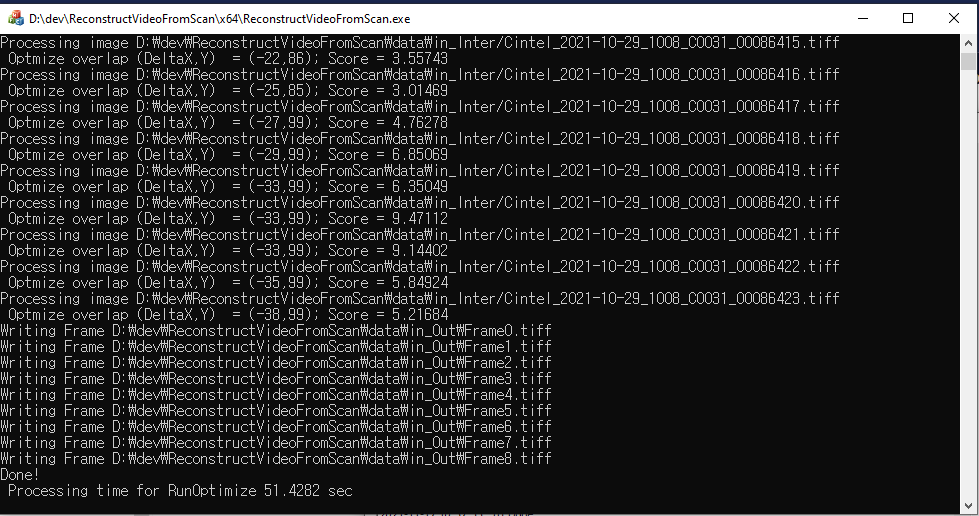 D:\dev\ReconstructVideoFromScan\x64\ReconstructVideoFromScan.exe
Processing image D:₩dev₩ReconstructVideoFromScan₩data₩in_Inter/Cintel_2021-10-29_1008_C0031_00086415.tiff
 Optmize overlap (DeltaX,Y)  = (-22,86); Score = 3.55743
Processing image D:₩dev₩ReconstructVideoFromScan₩data₩in_Inter/Cintel_2021-10-29_1008_C0031_00086416.tiff
 Optmize overlap (DeltaX,Y)  = (-25,85); Score = 3.01469
Processing image D:₩dev₩ReconstructVideoFromScan₩data₩in_Inter/Cintel_2021-10-29_1008_C0031_00086417.tiff
 Optmize overlap (DeltaX,Y)  = (-27,99); Score = 4.76278
Processing image D:₩dev₩ReconstructVideoFromScan₩data₩in_Inter/Cintel_2021-10-29_1008_C0031_00086418.tiff
 Optmize overlap (DeltaX,Y)  = (-29,99); Score = 6.85069
Processing image D:₩dev₩ReconstructVideoFromScan₩data₩in_Inter/Cintel_2021-10-29_1008_C0031_00086419.tiff
 Optmize overlap (DeltaX,Y)  = (-33,99); Score = 6.35049
Processing image D:₩dev₩ReconstructVideoFromScan₩data₩in_Inter/Cintel_2021-10-29_1008_C0031_00086420.tiff
 Optmize overlap (DeltaX,Y)  = (-33,99); Score = 9.47112
Processing image D:₩dev₩ReconstructVideoFromScan₩data₩in_Inter/Cintel_2021-10-29_1008_C0031_00086421.tiff
 Optmize overlap (DeltaX,Y)  = (-33,99); Score = 9.14402
Processing image D:₩dev₩ReconstructVideoFromScan₩data₩in_Inter/Cintel_2021-10-29_1008_C0031_00086422.tiff
 Optmize overlap (DeltaX,Y)  = (-35,99); Score = 5.84924
Processing image D:₩dev₩ReconstructVideoFromScan₩data₩in_Inter/Cintel_2021-10-29_1008_C0031_00086423.tiff
 Optmize overlap (DeltaX,Y)  = (-38,99); Score = 5.21684
Writing Frame D:₩dev₩ReconstructVideoFromScan₩data₩in_Out₩Frame0.tiff
Writing Frame D:₩dev₩ReconstructVideoFromScan₩data₩in_Out₩Frame1.tiff
Writing Frame D:₩dev₩ReconstructVideoFromScan₩data₩in_Out₩Frame2.tiff
Writing Frame D:₩dev₩ReconstructVideoFromScan₩data₩in_Out₩Frame3.tiff
Writing Frame D:₩dev₩ReconstructVideoFromScan₩data₩in_Out₩Frame4.tiff
Writing Frame D:₩dev₩ReconstructVideoFromScan₩data₩in_Out₩Frame5.tiff
Writing Frame D:₩dev₩ReconstructVideoFromScan₩data₩in_Out₩Frame6.tiff
Writing Frame D:₩dev₩ReconstructVideoFromScan₩data₩in_Out₩Frame7.tiff
Writing Frame D:₩dev₩ReconstructVideoFromScan₩data₩in_Out₩Frame8.tiff
Done!
 Processing time for RunOptimize 51.4282 sec